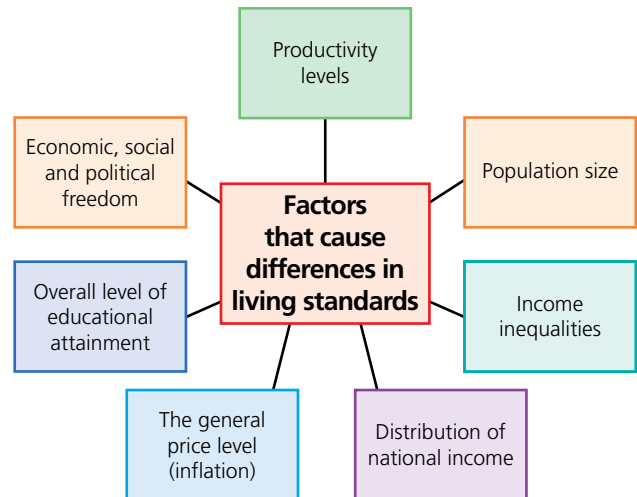 Productivity
levels
Economic, social
and political
freedom
Population size
Factors
that cause
differences in
living standards
Overall level of
educational
attainment
Income
inequalities
The general
price level
(inflation)
Distribution of
national income